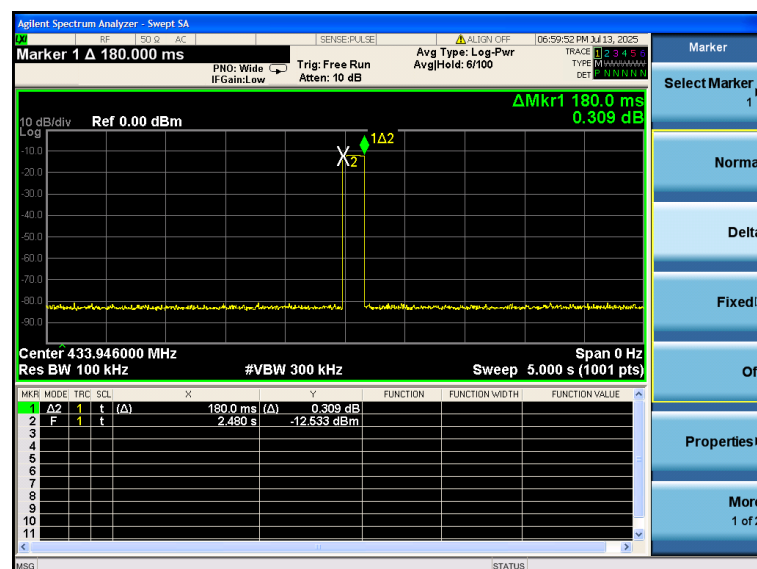 Agilent Spectrum Analyzer - Swept SA
RF 50 Ω AC SENSE:PULSE ALIGN OFF 06:59:52 PM Jul 13, 2025
Marker 1 Δ 180.000 ms
PNO: Wide
IFGain:Low
Trig: Free Run
Atten: 10 dB
Avg Type: Log-Pwr
Avg|Hold: 6/100
TRACE 1 2 3 4 5 6
TYPE M
DET P N N N N N
ΔMkr1 180.0 ms
0.309 dB
10 dB/div Ref 0.00 dBm
Log
1Δ2
-10.0
2
-20.0
-30.0
-40.0
-50.0
-60.0
-70.0
-80.0
-90.0
Center 433.946000 MHz Span 0 Hz
Res BW 100 kHz #VBW 300 kHz Sweep 5.000 s (1001 pts)
MKR MODE TRC SCL X Y FUNCTION FUNCTION WIDTH FUNCTION VALUE
1 Δ2 1 t (Δ) 180.0 ms (Δ) 0.309 dB
2 F 1 t 2.480 s -12.533 dBm
3
4
5
6
7
8
9
10
11
MSG STATUS
Marker
Select Marker
1
Norma
Delta
Fixed
Of
Properties
More
1 of 2